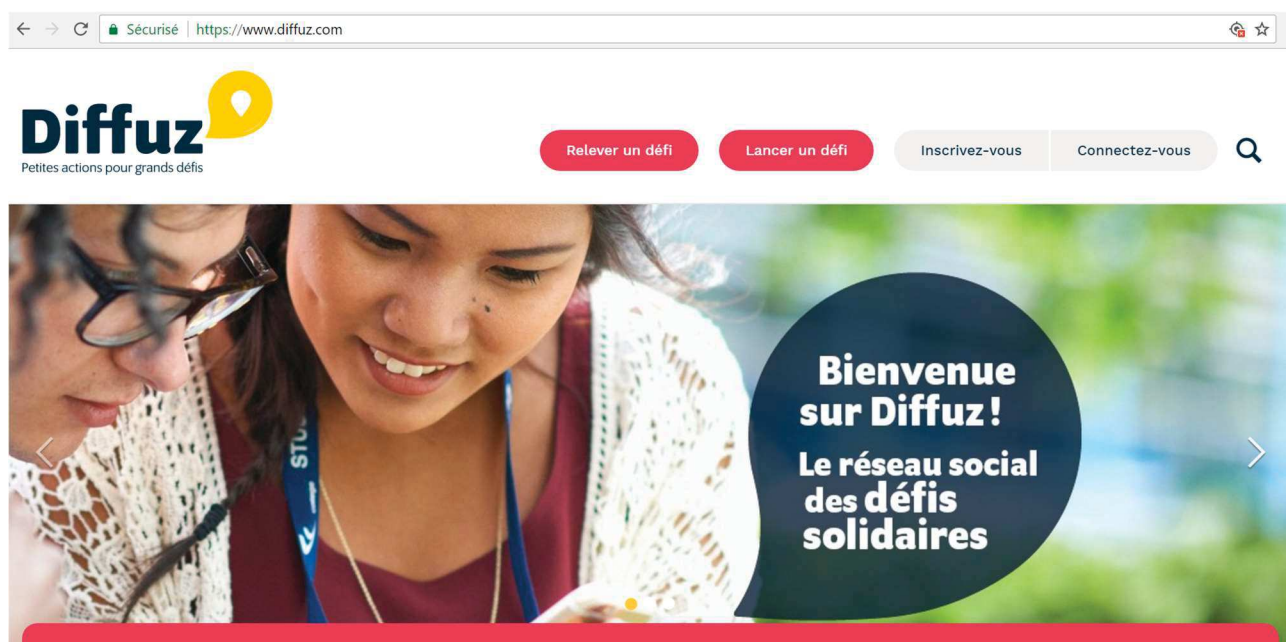 Sécurisé | https://www.diffuz.com
Diffuz
Petites actions pour grands défis
Relever un défi
Lancer un défi
Inscrivez-vous
Connectez-vous
STUD
Bienvenue
sur Diffuz !
Le réseau social
des défis
solidaires